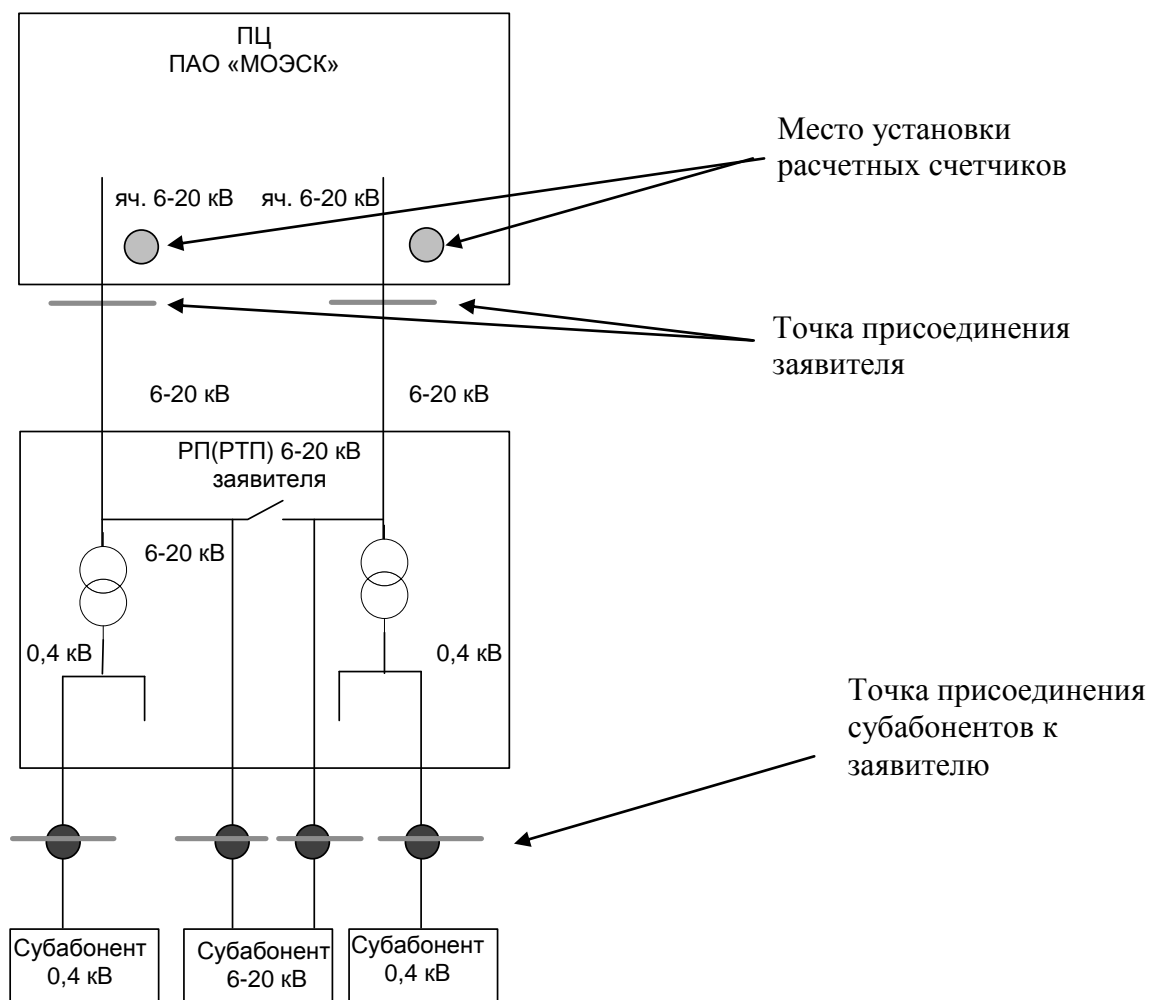 ПЦ
ПАО «МОЭСК»
Место установки
расчетных счетчиков
яч. 6-20 кВ
яч. 6-20 кВ
Точка присоединения
заявителя
6-20 кВ
6-20 кВ
РП(РТП) 6-20 кВ
заявителя
6-20 кВ
0,4 кВ
0,4 кВ
Точка присоединения
субабонентов к
заявителю
Субабонент
0,4 кВ
Субабонент
6-20 кВ
Субабонент
0,4 кВ